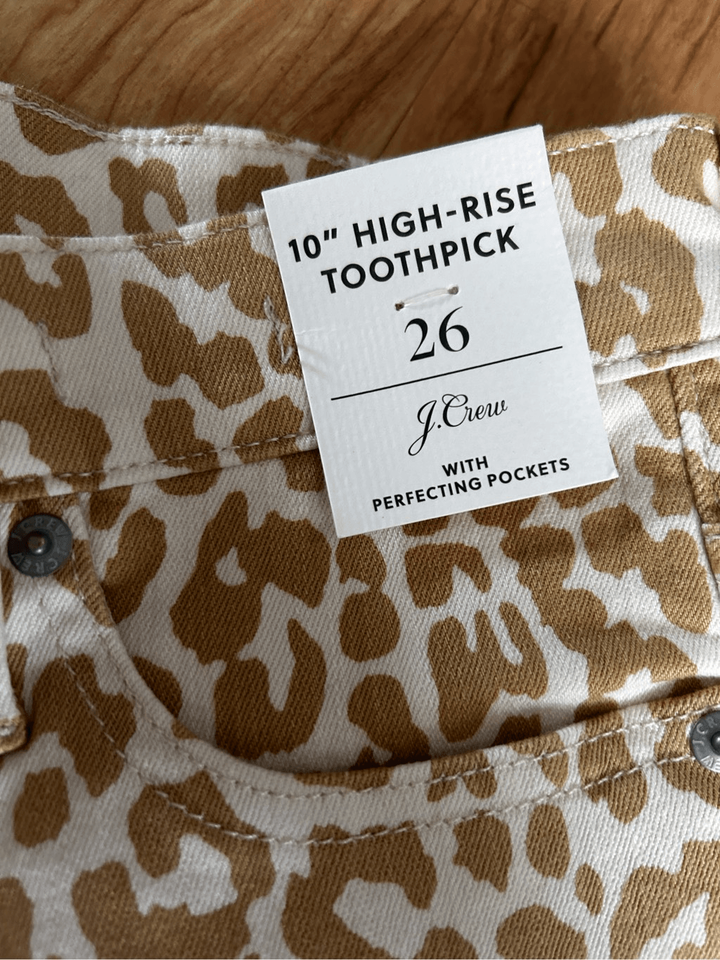 10" HIGH-RISE
TOOTHPICK
26
J.Crew
WITH
PERFECTING POCKETS